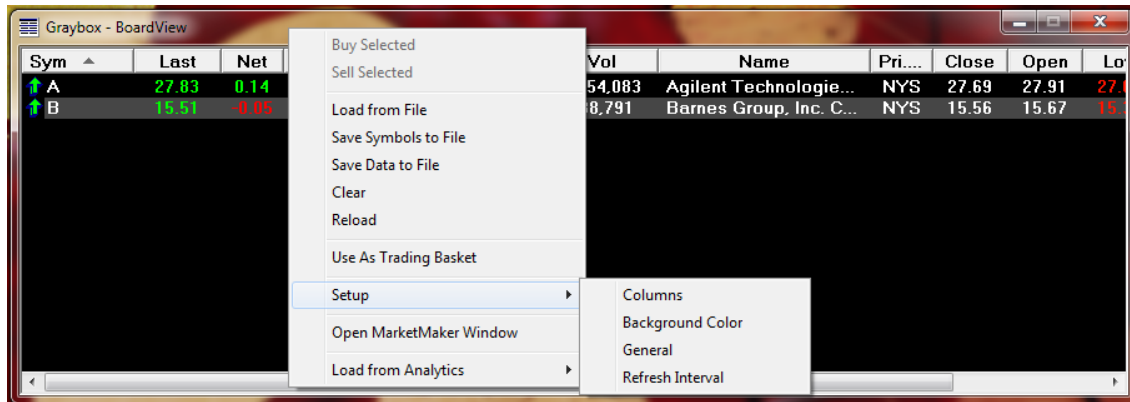 Graybox - BoardView
Sym Last Net Vol Name Pri.... Close Open
A 27.83 0.14 54,083 Agilent Technologie... NYS 27.69 27.91
B 15.51 -0.05 8,791 Barnes Group, Inc. C... NYS 15.56 15.67
Buy Selected
Sell Selected
Load from File
Save Symbols to File
Save Data to File
Clear
Reload
Use As Trading Basket
Setup
Open MarketMaker Window
Load from Analytics
Columns
Background Color
General
Refresh Interval